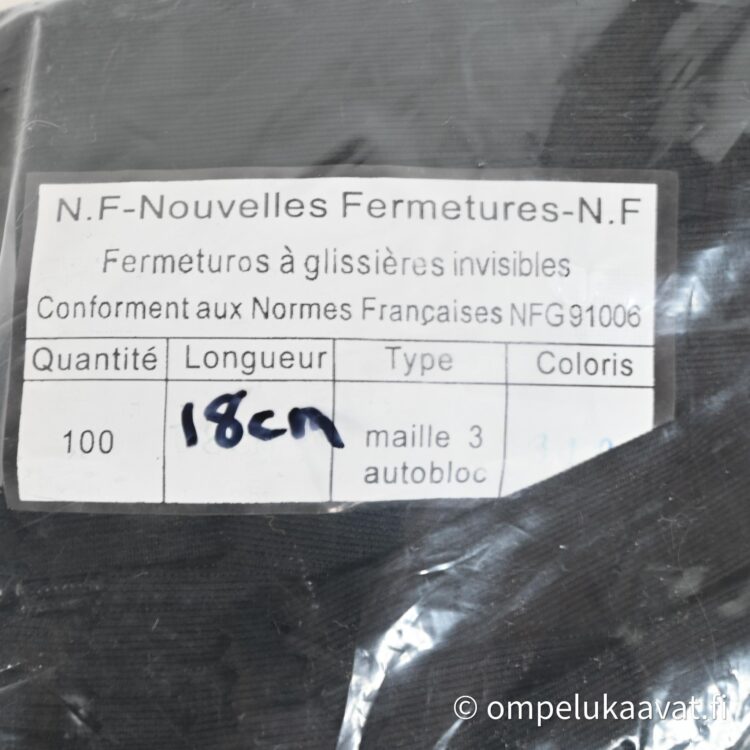 N.F-Nouvelles Fermetures-N.F
Fermeturos à glissières invisibles
Conforment aux Normes Françaises NFG91006
Quantité Longueur Type Coloris
100 18cm maille 3
autobloc
© ompelukaavat.fi